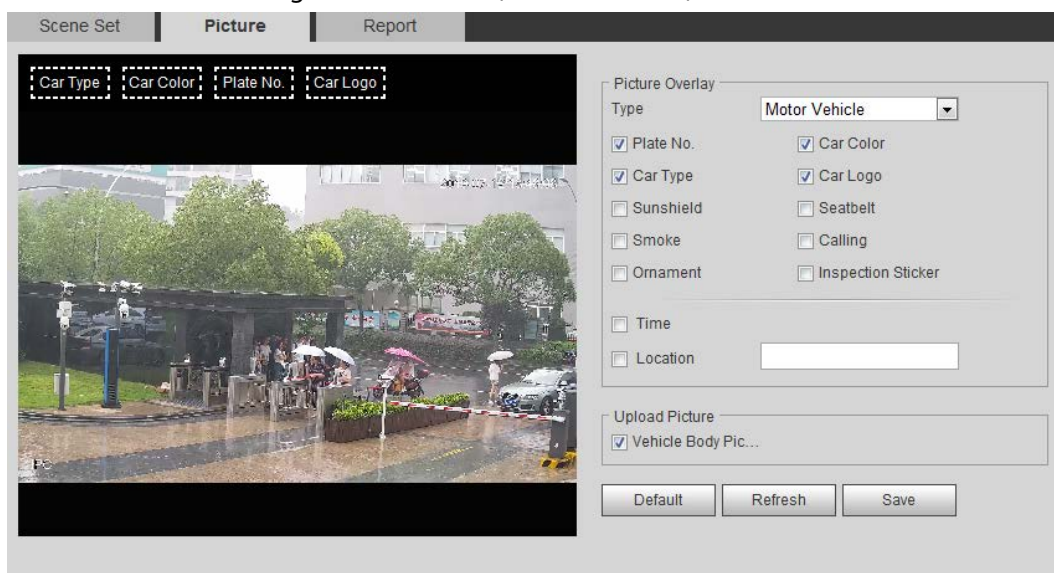 Scene Set Picture Report
Car Type Car Color Plate No. Car Logo
Picture Overlay
Type Motor Vehicle
Plate No. Car Color
Car Type Car Logo
Sunshield Seatbelt
Smoke Calling
Ornament Inspection Sticker
Time
Location
Upload Picture
Vehicle Body Pic...
Default Refresh Save